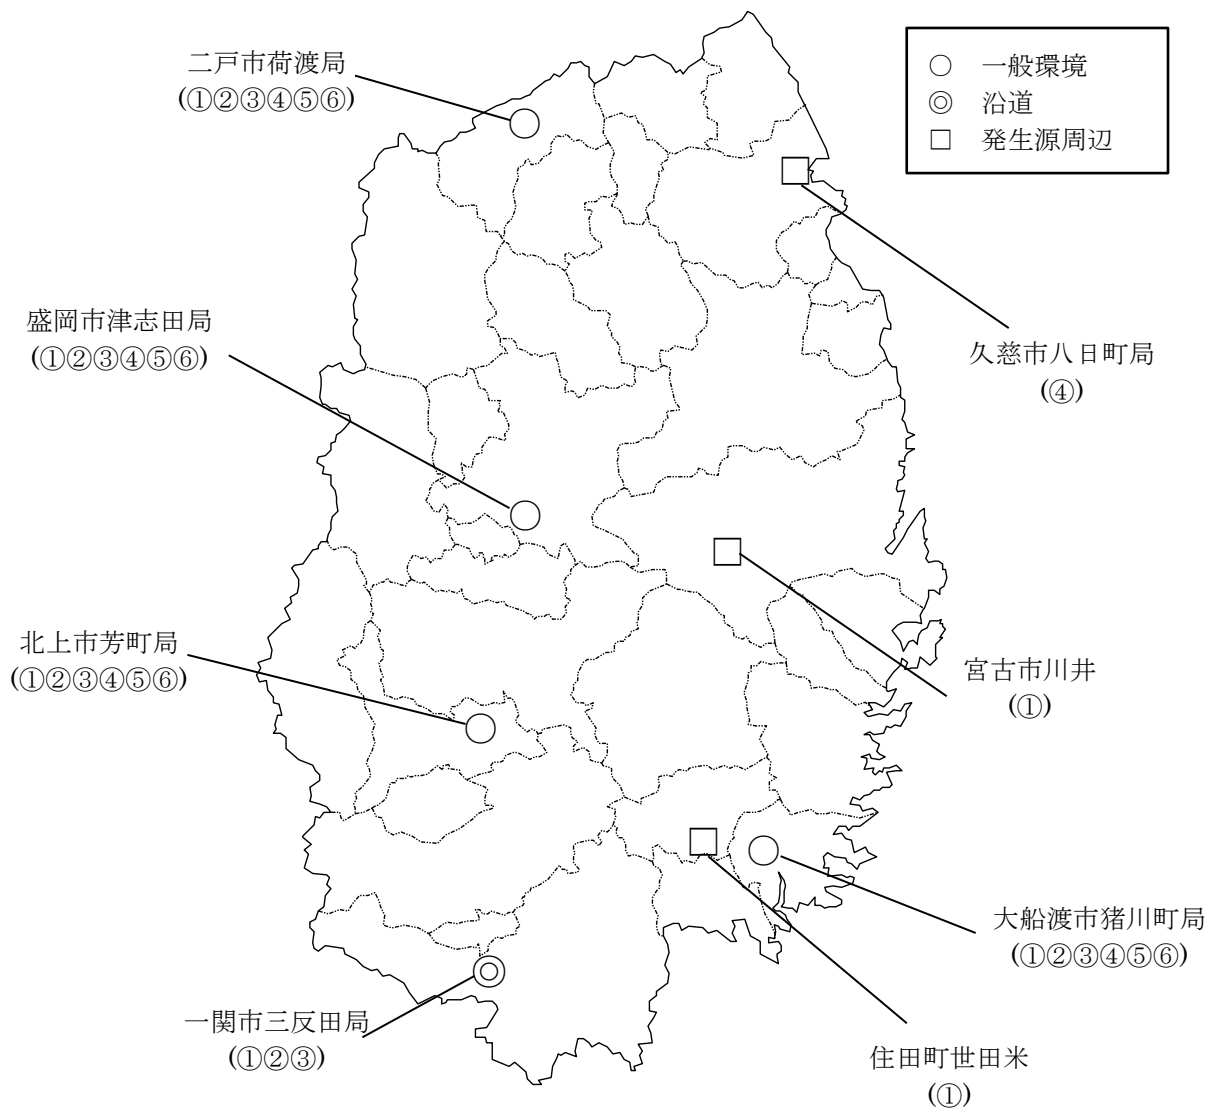 二戸市荷渡局
(①②③④⑤⑥)
○ 一般環境
◎ 沿道
□ 発生源周辺
盛岡市津志田局
(①②③④⑤⑥)
久慈市八日町局
(④)
北上市芳町局
(①②③④⑤⑥)
宮古市川井
(①)
大船渡市猪川町局
(①②③④⑤⑥)
一関市三反田局
(①②③)
住田町世田米
(①)